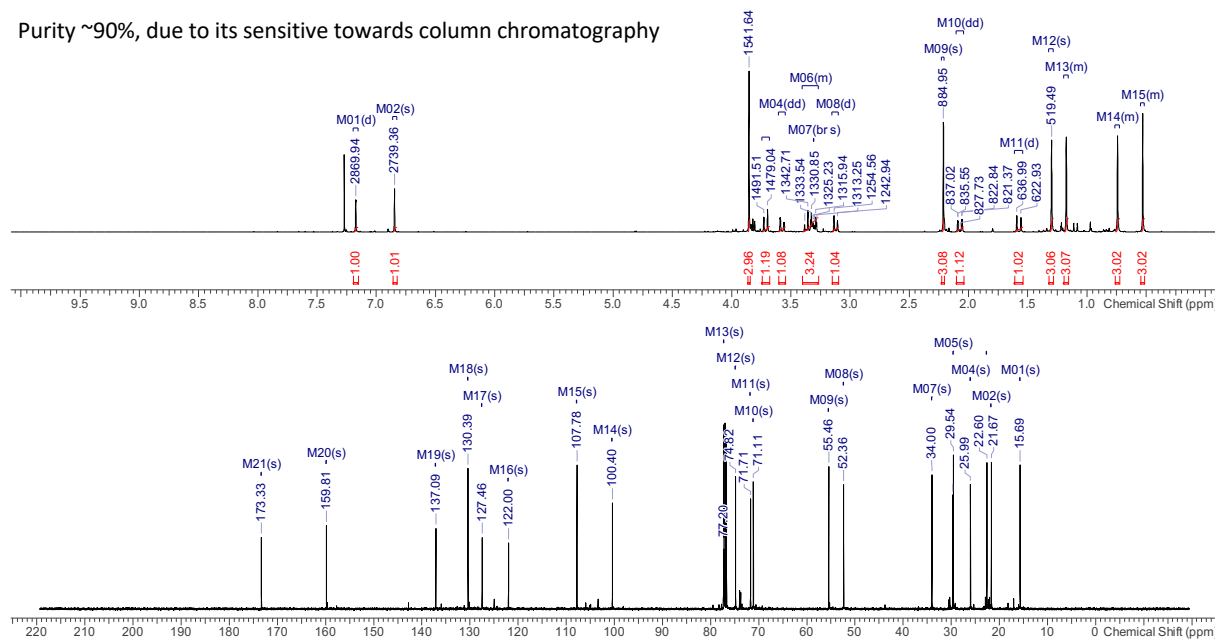 Purity ~90%, due to its sensitive towards column chromatography
M01(d)
2869.94
M02(s)
2739.36
1541.64
M06(m)
M04(dd)
M08(d)
M07(br s)
1491.51
1479.04
1342.71
1333.54
1330.85
1325.23
1315.94
1313.25
1254.56
1242.94
M10(dd)
M09(s)
884.95
837.02
835.55
827.73
822.84
821.37
M12(s)
M13(m)
519.49
M11(d)
636.99
622.93
M14(m)
M15(m)
1.00 1.01 2.96 1.19 1.08 3.24 1.04 3.08 1.12 1.02 3.06 3.07 3.02 3.02
9.5 9.0 8.5 8.0 7.5 7.0 6.5 6.0 5.5 5.0 4.5 4.0 3.5 3.0 2.5 2.0 1.5 1.0 Chemical Shift (ppm)
M21(s)
173.33
M20(s)
159.81
M19(s)
137.09
M18(s)
130.39
M17(s)
127.46
M16(s)
122.00
M15(s)
107.78
M14(s)
100.40
M13(s)
77.20
M12(s)
74.82
M11(s)
71.71
M10(s)
71.11
M09(s)
55.46
M08(s)
52.36
M07(s)
34.00
M05(s)
29.54
M04(s)
25.99
22.60
M02(s)
21.67
M01(s)
15.69
220 210 200 190 180 170 160 150 140 130 120 110 100 90 80 70 60 50 40 30 20 10 0 Chemical Shift (ppm)